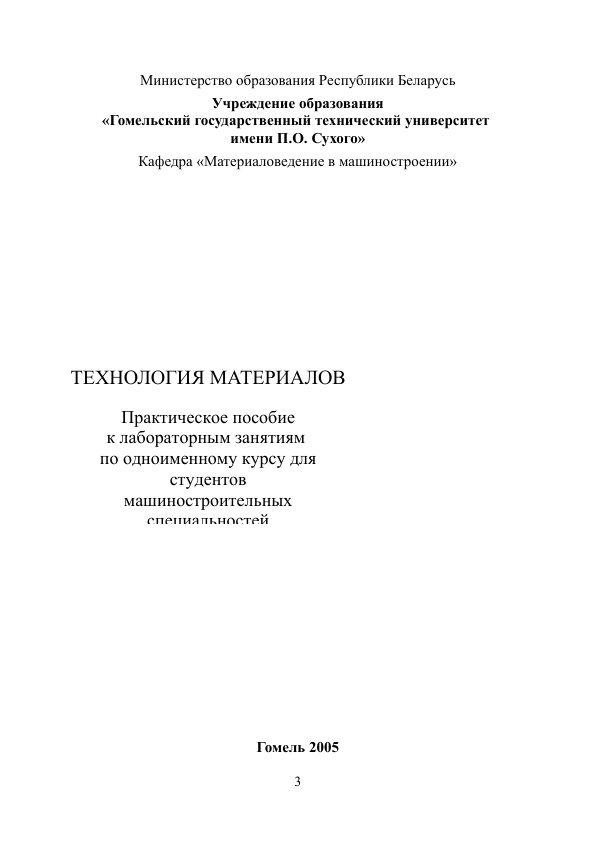 Министерство образования Республики Беларусь
Учреждение образования
«Гомельский государственный технический университет
имени П.О. Сухого»
Кафедра «Материаловедение в машиностроении»
ТЕХНОЛОГИЯ МАТЕРИАЛОВ
Практическое пособие
к лабораторным занятиям
по одноименному курсу для
студентов
машиностроительных
специальностей
Гомель 2005
3